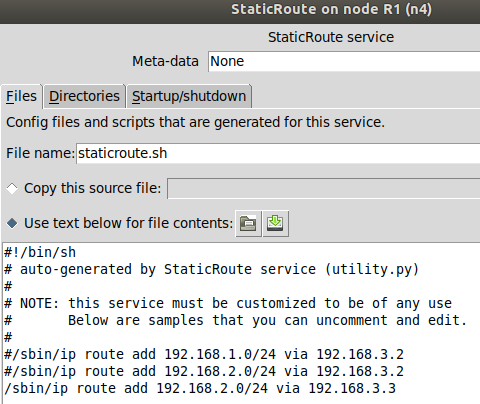 StaticRoute on node R1 (n4)
StaticRoute service
Meta-data None
Files Directories Startup/shutdown
Config files and scripts that are generated for this service.
File name: staticroute.sh
Copy this source file:
Use text below for file contents:
#!/bin/sh
# auto-generated by StaticRoute service (utility.py)
#
# NOTE: this service must be customized to be of any use
#       Below are samples that you can uncomment and edit.
#
#/sbin/ip route add 192.168.1.0/24 via 192.168.3.2
#/sbin/ip route add 192.168.2.0/24 via 192.168.3.2
/sbin/ip route add 192.168.2.0/24 via 192.168.3.3